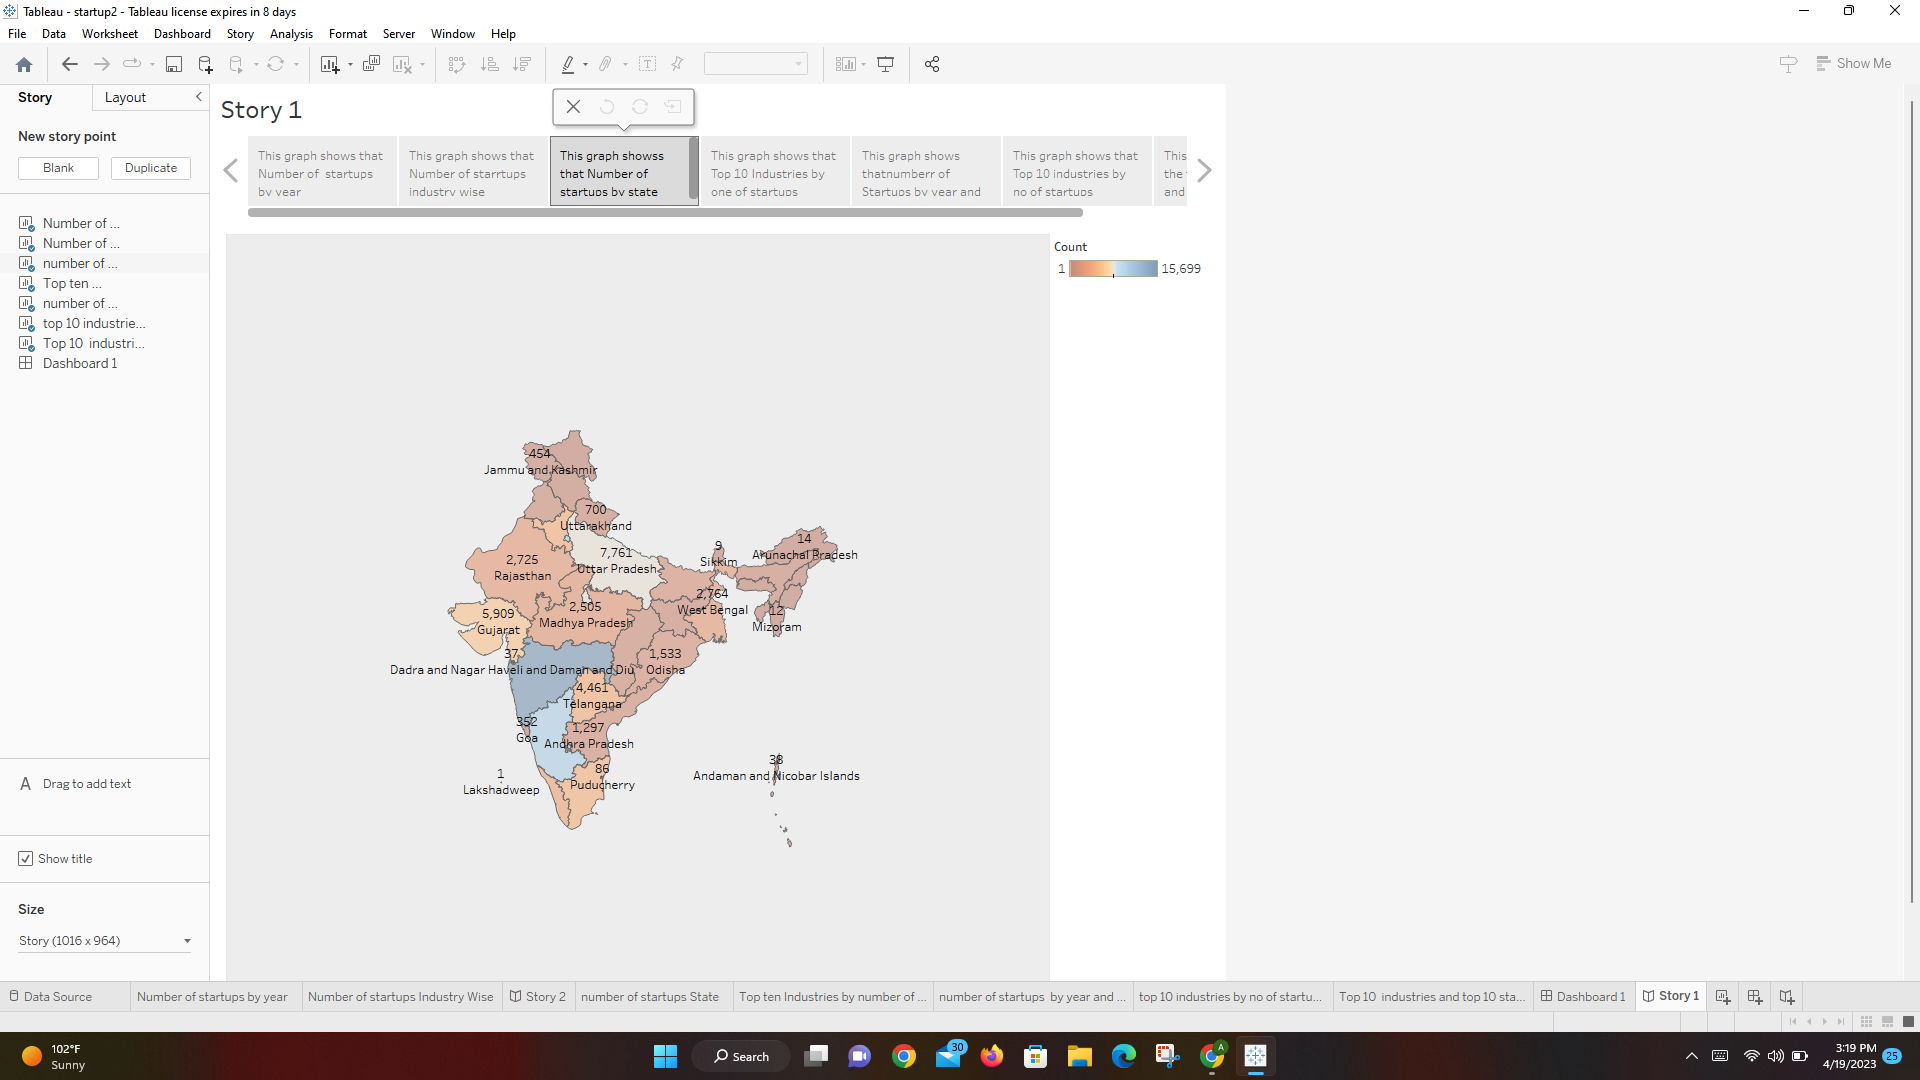 Tableau - startup2 - Tableau license expires in 8 days
File Data Worksheet Dashboard Story Analysis Format Server Window Help
Show Me
Story Layout
New story point
Blank Duplicate
Number of ...
Number of ...
number of ...
Top ten ...
number of ...
top 10 industrie...
Top 10  industri...
Dashboard 1
A Drag to add text
Show title
Size
Story (1016 x 964)
Story 1
This graph shows that
Number of  startups
by year
This graph shows that
Number of starrtups
industry wise
This graph showss
that Number of
startups by state
This graph shows that
Top 10 Industries by
one of startups
This graph shows
thatnumberr of
Startups by year and
This graph shows that
Top 10 industries by
no of startups
This
the
and
Count
1 15,699
454
Jammu and Kashmir
700
Uttarakhand
2,725
Rajasthan
7,761
Uttar Pradesh
9
Sikkim
14
Arunachal Pradesh
5,909
Gujarat
2,505
Madhya Pradesh
2,764
West Bengal
12
Mizoram
37
Dadra and Nagar Haveli and Daman and Diu
1,533
Odisha
4,461
Telangana
352
Goa
1,297
Andhra Pradesh
1
Lakshadweep
86
Puducherry
38
Andaman and Nicobar Islands
Data Source Number of startups by year Number of startups Industry Wise Story 2 number startups State Top ten Industries by number of ... number startups  by year and ... top 10 industries by no of startu... Top 10  industries and top 10 sta... Dashboard 1 Story 1
102°F
Sunny
Search
30
A
3:19 PM
4/19/2023
25